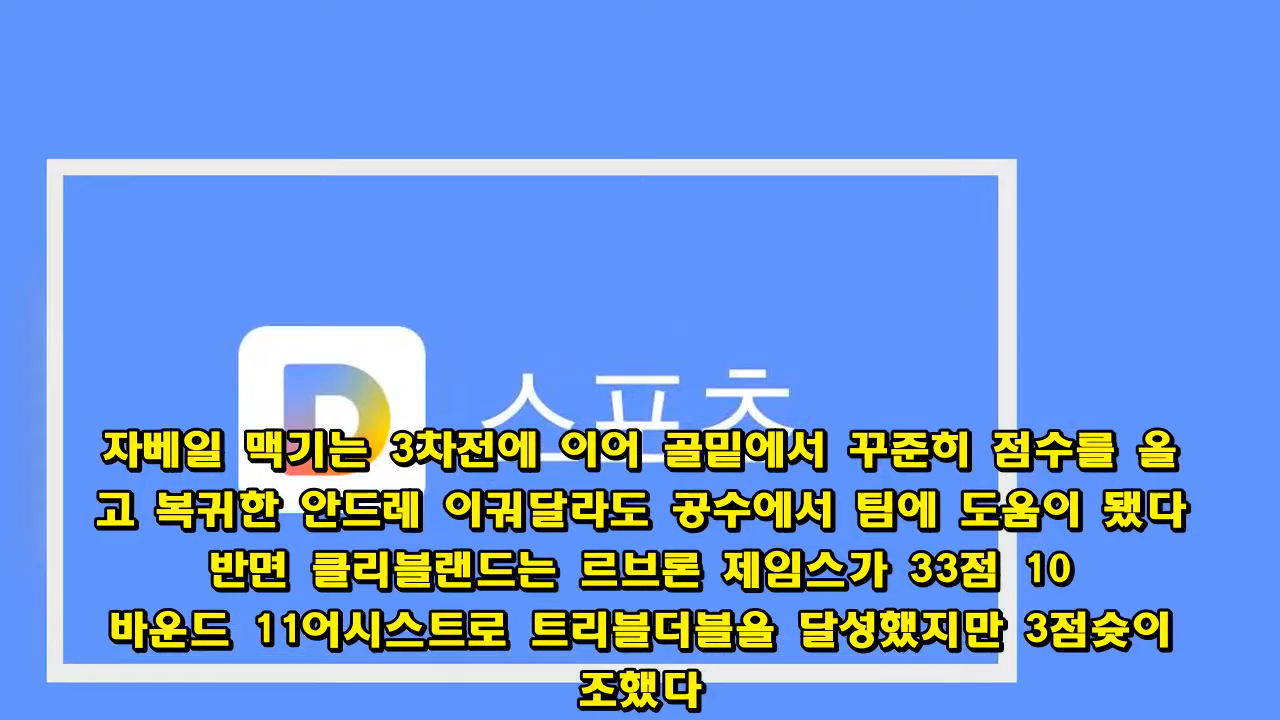 스포츠
자베일 맥기는 3차전에 이어 골밑에서 꾸준히 점수를 올
고 복귀한 안드레 이궈달라도 공수에서 팀에 도움이 됐다
반면 클리블랜드는 르브론 제임스가 33점 10
바운드 11어시스트로 트리블더블을 달성했지만 3점슛이
조했다